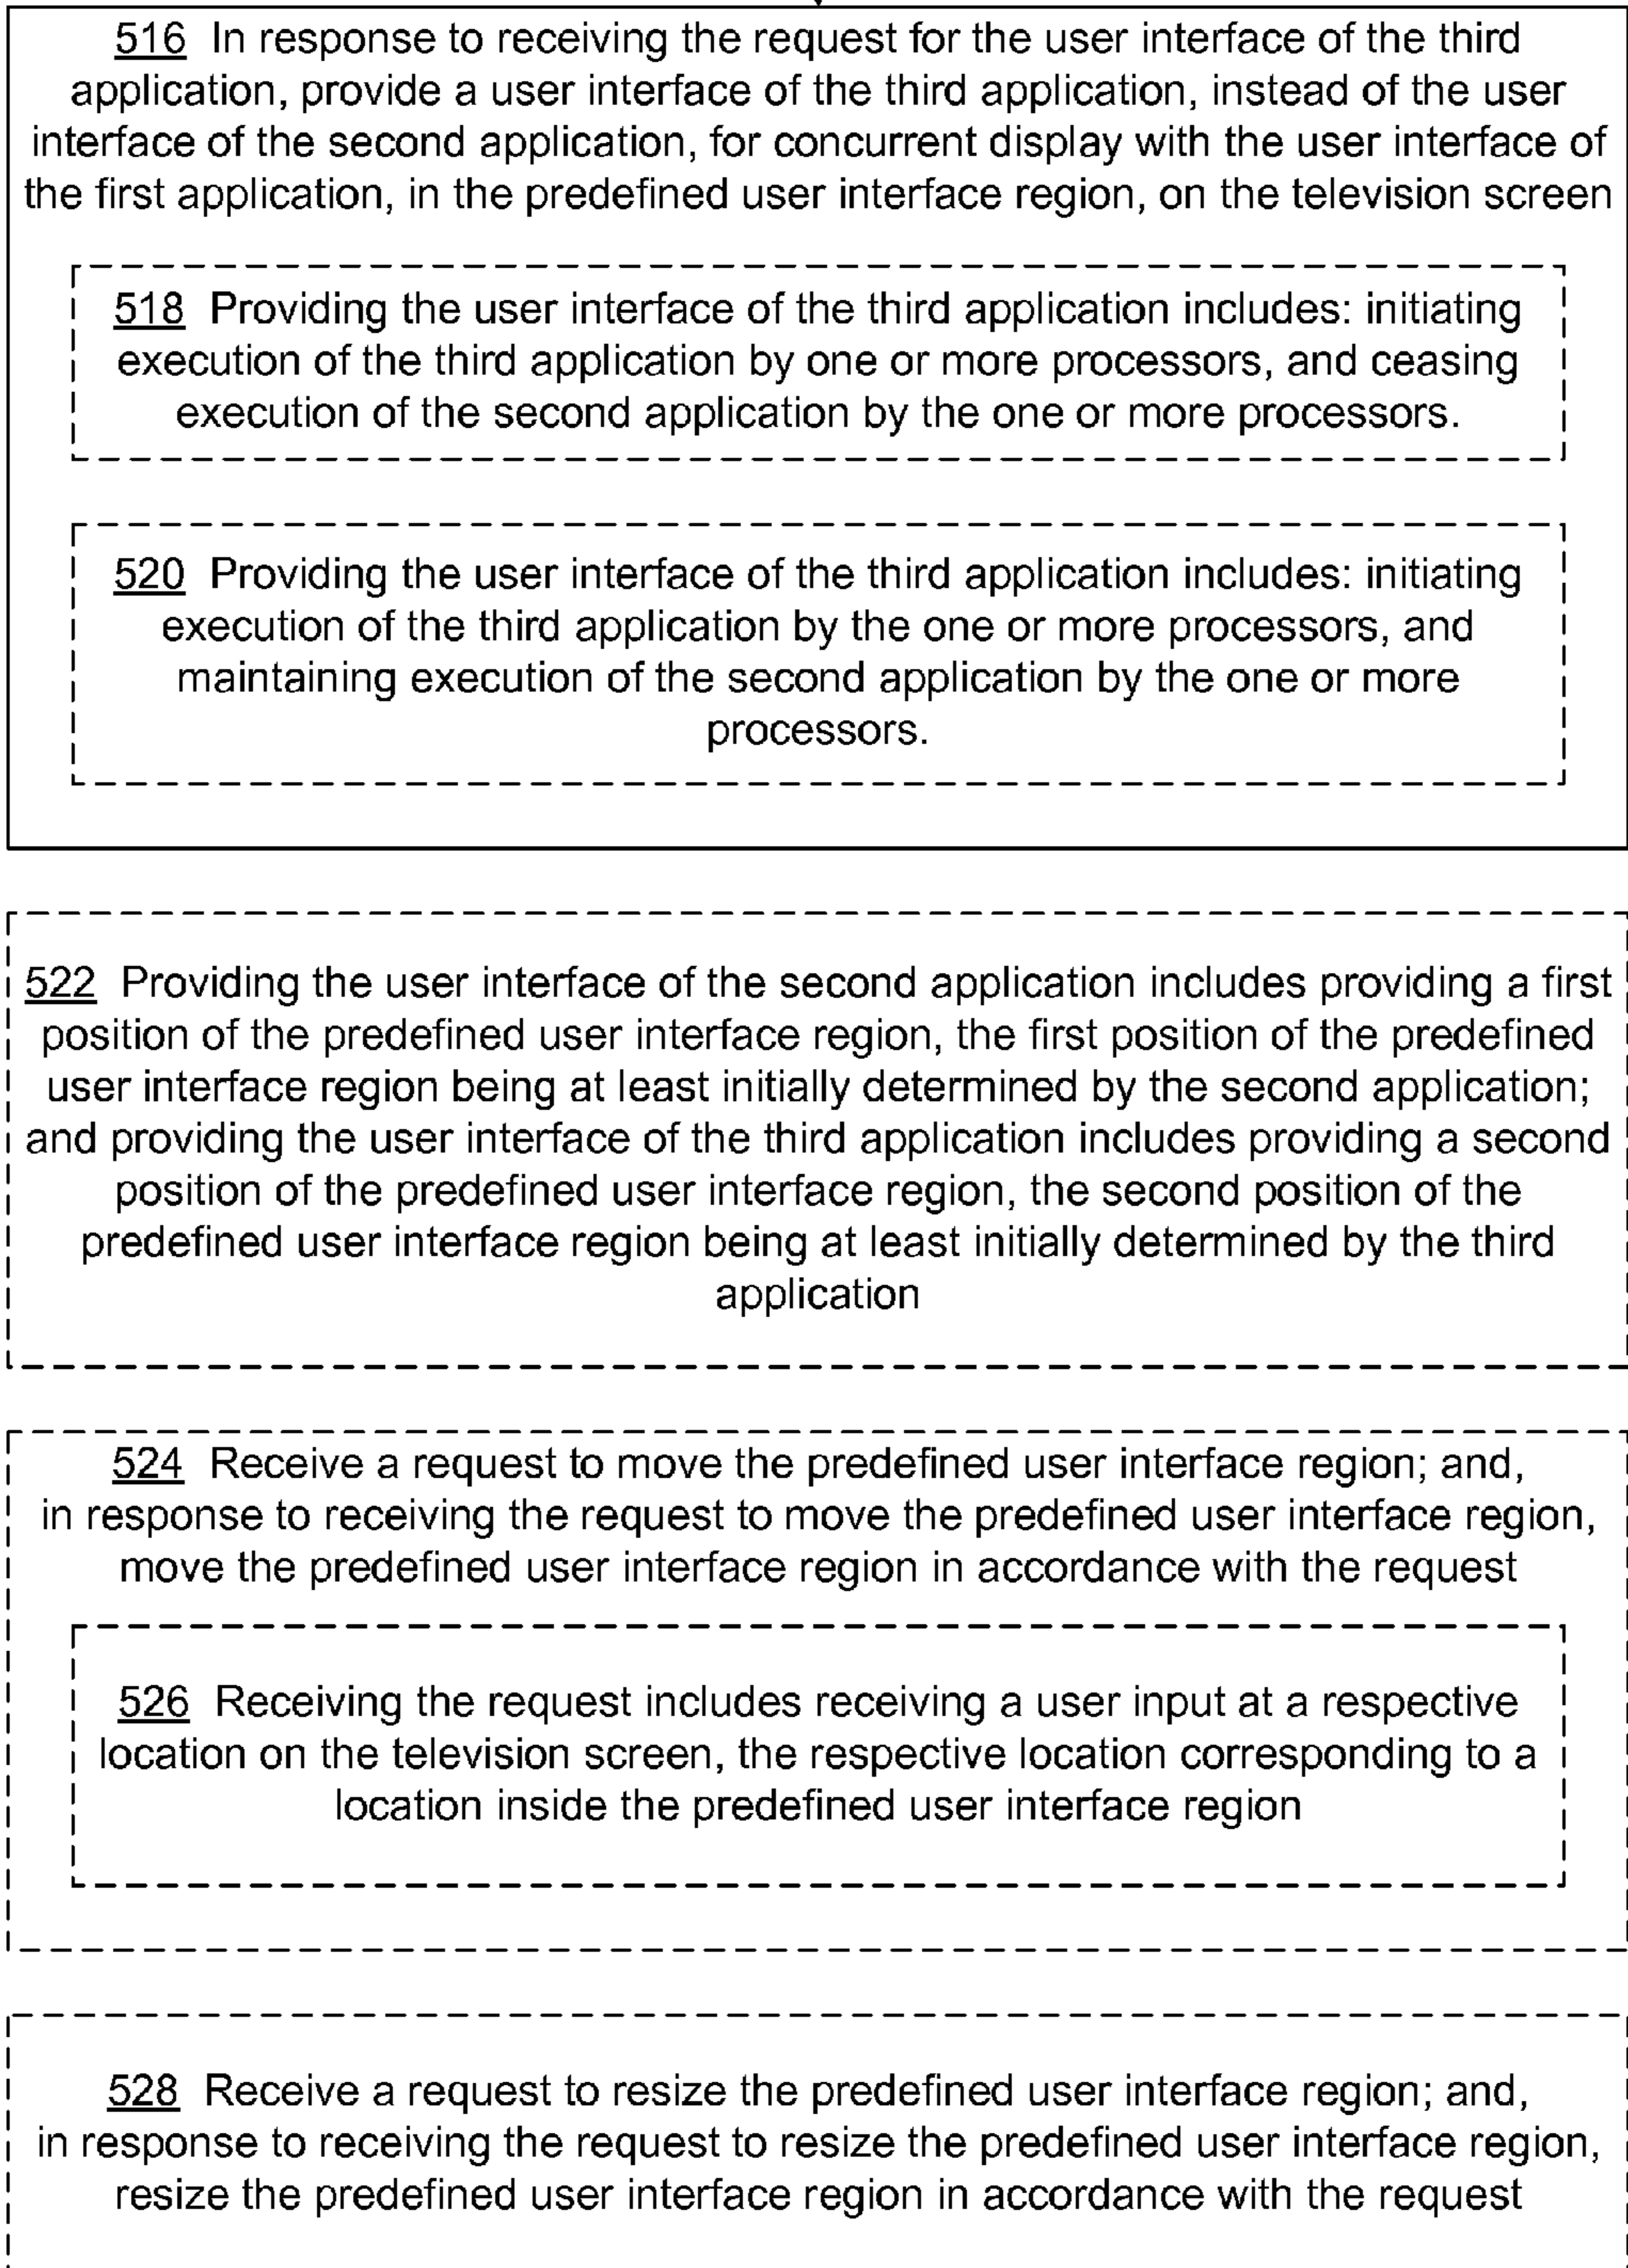 516 In response to receiving the request for the user interface of the third
application, provide a user interface of the third application, instead of the user
interface of the second application, for concurrent display with the user interface of
the first application, in the predefined user interface region, on the television screen
518 Providing the user interface of the third application includes: initiating
execution of the third application by one or more processors, and ceasing
execution of the second application by the one or more processors.
520 Providing the user interface of the third application includes: initiating
execution of the third application by the one or more processors, and
maintaining execution of the second application by the one or more
processors.
522 Providing the user interface of the second application includes providing a first
position of the predefined user interface region, the first position of the predefined
user interface region being at least initially determined by the second application;
and providing the user interface of the third application includes providing a second
position of the predefined user interface region, the second position of the
predefined user interface region being at least initially determined by the third
application
524 Receive a request to move the predefined user interface region; and,
in response to receiving the request to move the predefined user interface region,
move the predefined user interface region in accordance with the request
526 Receiving the request includes receiving a user input at a respective
location on the television screen, the respective location corresponding to a
location inside the predefined user interface region
528 Receive a request to resize the predefined user interface region; and,
in response to receiving the request to resize the predefined user interface region,
resize the predefined user interface region in accordance with the request